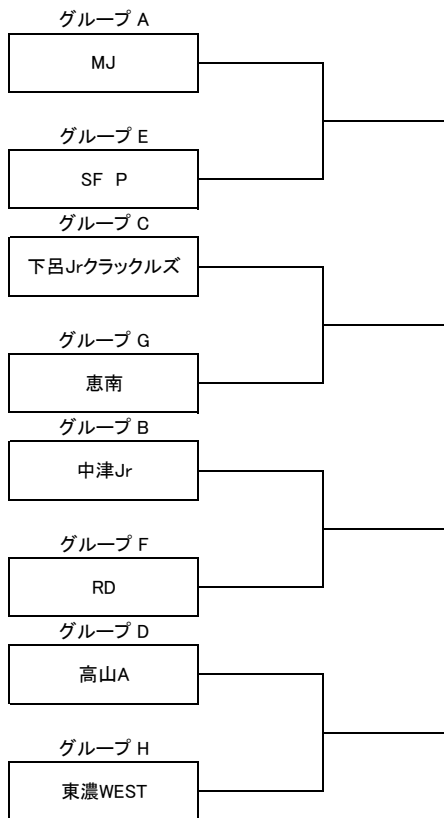 グループ A
MJ
グループ E
SF P
グループ C
下呂Jrクラックルズ
グループ G
恵南
グループ B
中津Jr
グループ F
RD
グループ D
高山A
グループ H
東濃WEST